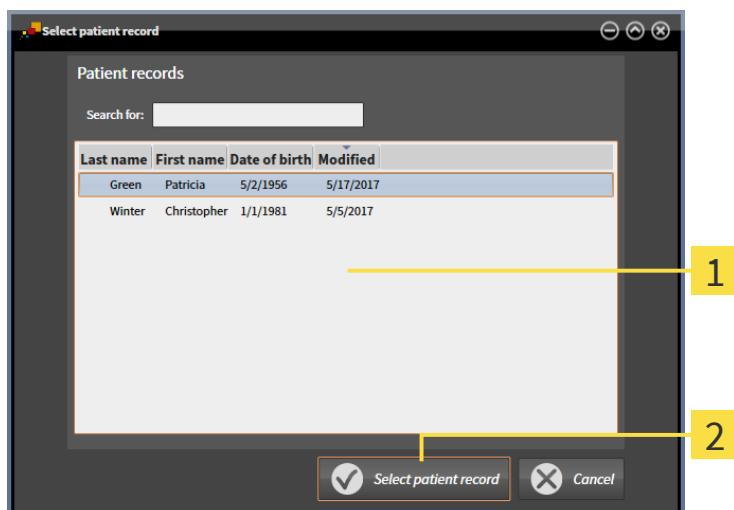 Select patient record
Patient records
Search for:
Last name First name Date of birth Modified
Green Patricia 5/2/1956 5/17/2017
Winter Christopher 1/1/1981 5/5/2017
1
2
Select patient record Cancel